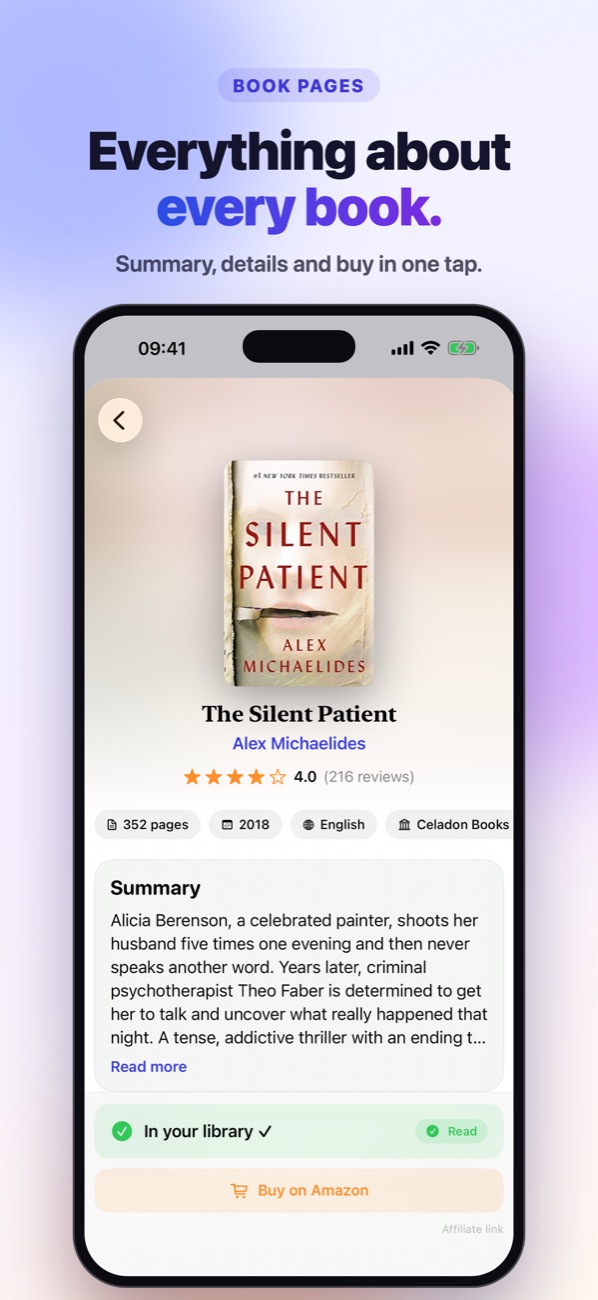 BOOK PAGES
Everything about
every book.
Summary, details and buy in one tap.
09:41
#1 NEW YORK TIMES BESTSELLER
THE
SILENT
PATIENT
ALEX
MICHAELIDES
The Silent Patient
Alex Michaelides
4.0 (216 reviews)
352 pages 2018 English Celadon Books
Summary
Alicia Berenson, a celebrated painter, shoots her
husband five times one evening and then never
speaks another word. Years later, criminal
psychotherapist Theo Faber is determined to get
her to talk and uncover what really happened that
night. A tense, addictive thriller with an ending t...
Read more
In your library ✓ Read
Buy on Amazon
Affiliate link